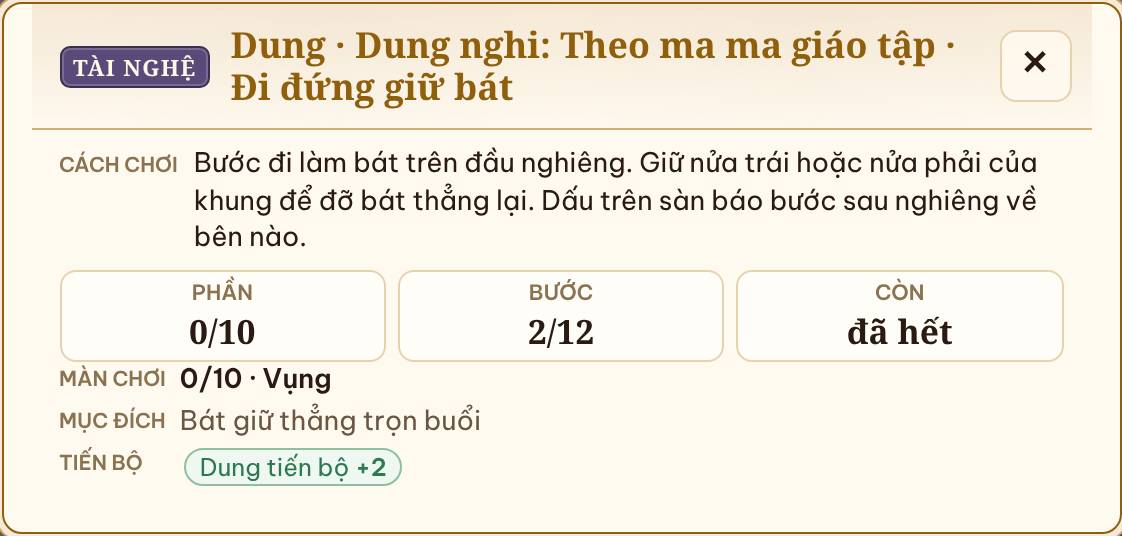 TÀI NGHỆ
Dung · Dung nghi: Theo ma ma giáo tập ·
Đi đứng giữ bát
✕
CÁCH CHƠI
Bước đi làm bát trên đầu nghiêng. Giữ nửa trái hoặc nửa phải của
khung để đỡ bát thẳng lại. Dấu trên sàn báo bước sau nghiêng về
bên nào.
PHẦN
0/10
BƯỚC
2/12
CÒN
đã hết
MÀN CHƠI 0/10 · Vụng
MỤC ĐÍCH Bát giữ thẳng trọn buổi
TIẾN BỘ Dung tiến bộ +2